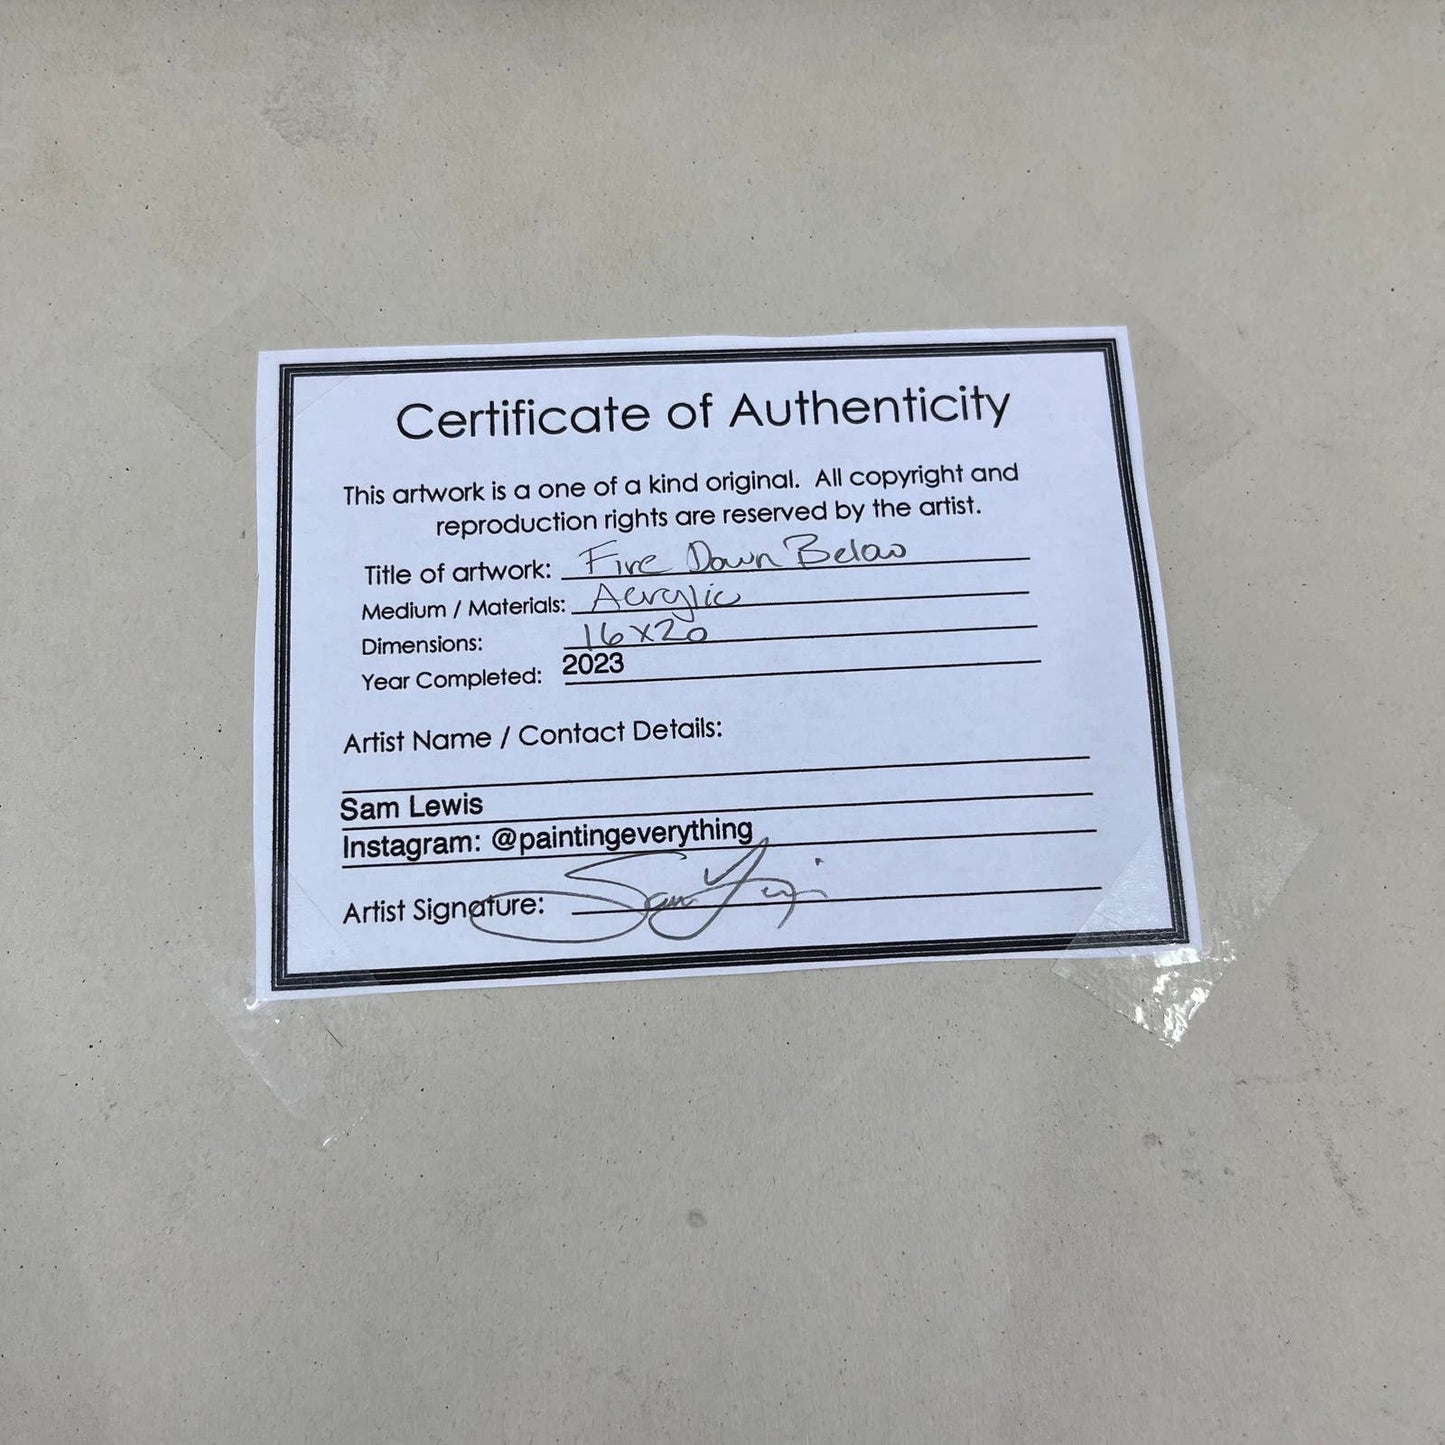 Certificate of Authenticity
This artwork is a one of a kind original. All copyright and
reproduction rights are reserved by the artist.
Title of artwork: Fire Down Below
Medium / Materials: Acrylic
Dimensions: 16x20
Year Completed: 2023
Artist Name / Contact Details:
Sam Lewis
Instagram: @paintingeverything
Artist Signature: Sam Lewis